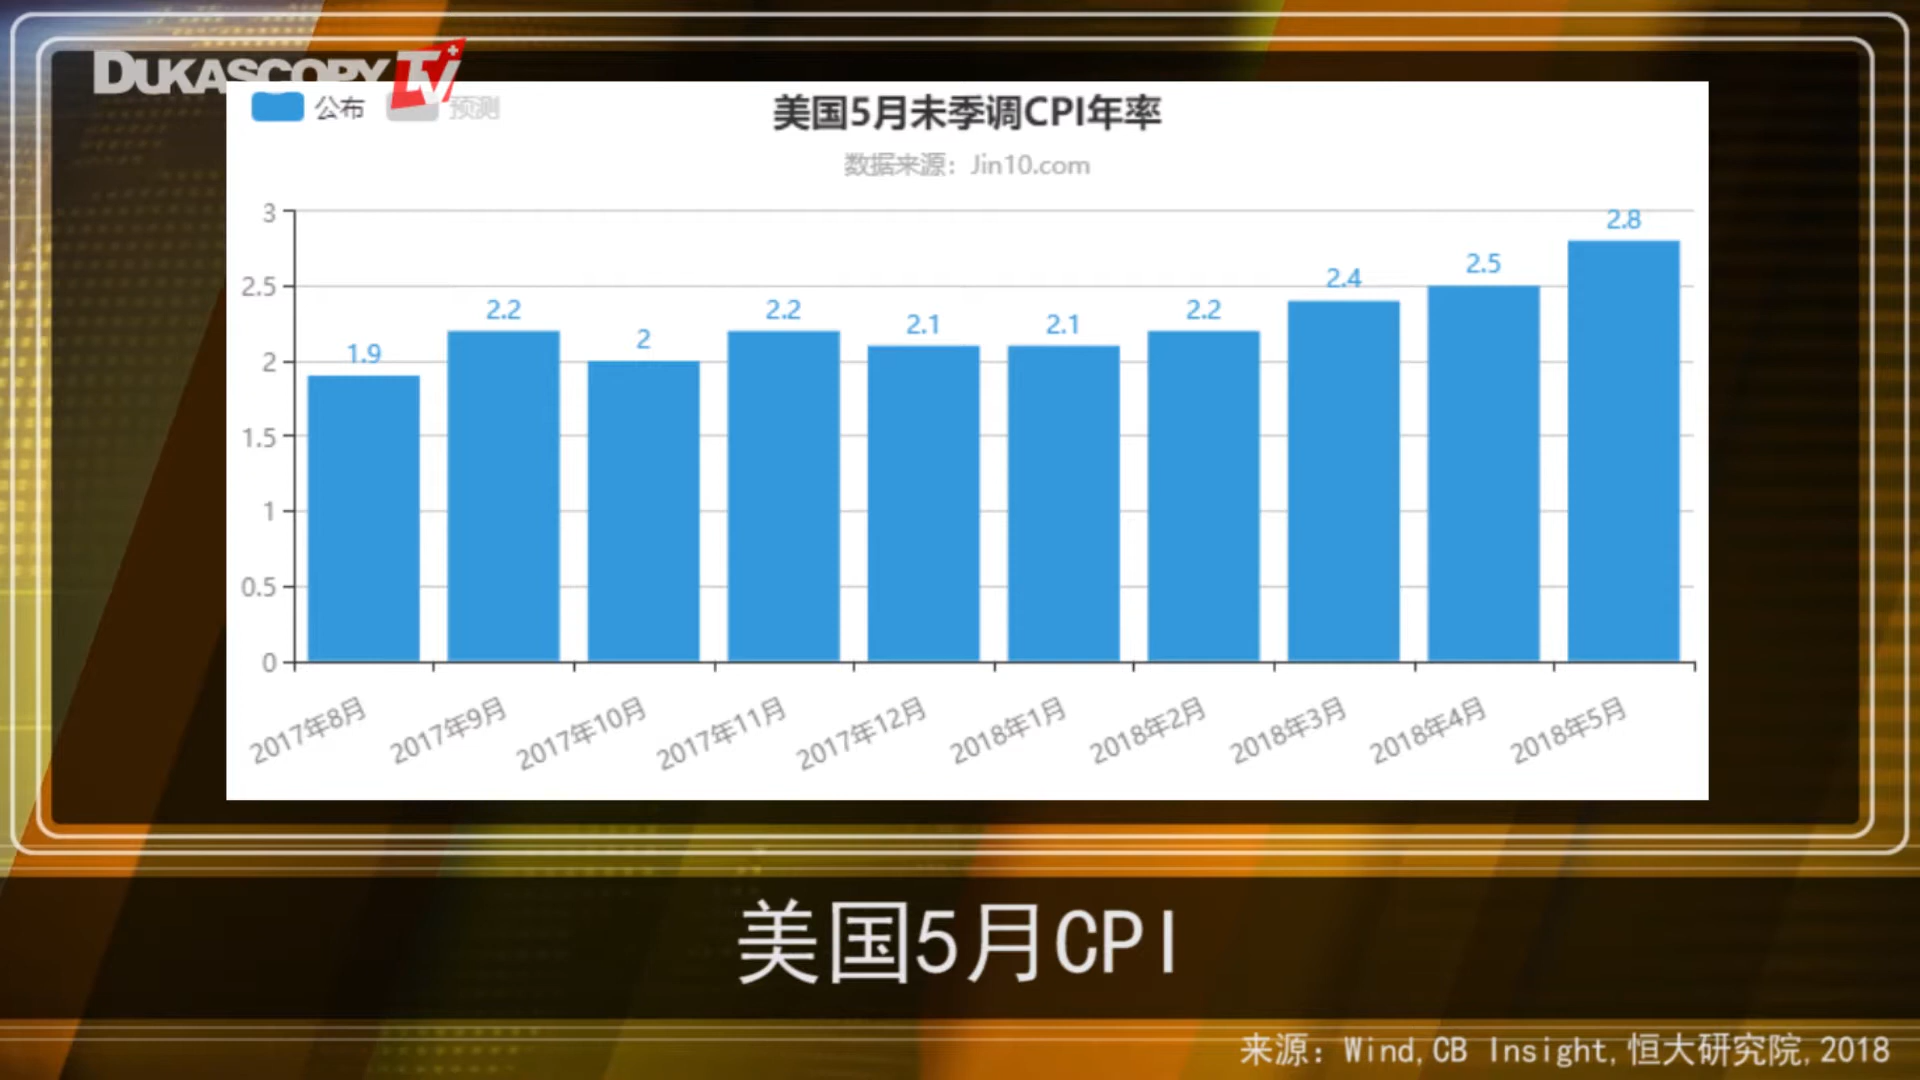 DUKASCOPY TV
公布 预测
美国5月未季调CPI年率
数据来源：Jin10.com
3
2.5
2
1.5
1
0.5
0
1.9
2.2
2
2.2
2.1
2.1
2.2
2.4
2.5
2.8
2017年8月
2017年9月
2017年10月
2017年11月
2017年12月
2018年1月
2018年2月
2018年3月
2018年4月
2018年5月
美国5月CPI
来源：Wind,CB Insight,恒大研究院,2018